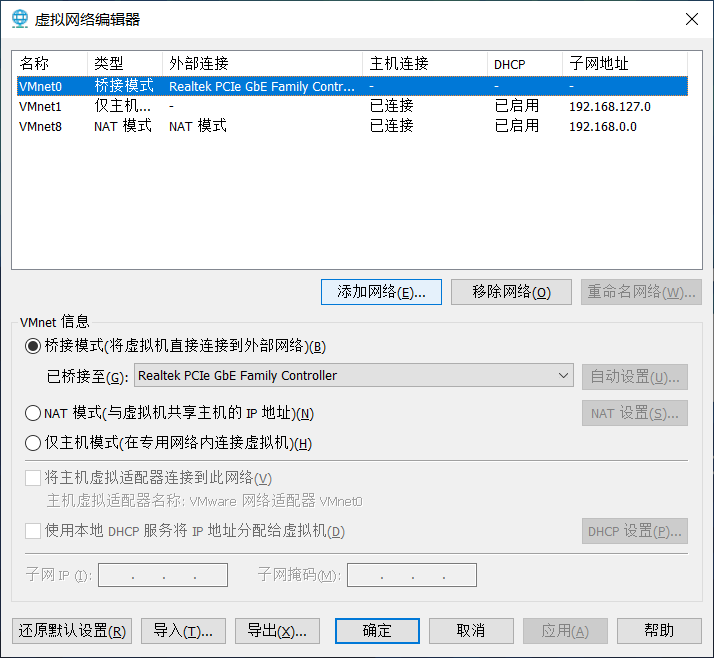 虚拟网络编辑器
名称 类型 外部连接 主机连接 DHCP 子网地址
VMnet0 桥接模式 Realtek PCIe GbE Family Contr... - - -
VMnet1 仅主机... - 已连接 已启用 192.168.127.0
VMnet8 NAT 模式 NAT 模式 已连接 已启用 192.168.0.0
添加网络(E)... 移除网络(O) 重命名网络(W)...
VMnet 信息
桥接模式(将虚拟机直接连接到外部网络)(B)
已桥接至(G): Realtek PCIe GbE Family Controller 自动设置(U)...
NAT 模式(与虚拟机共享主机的 IP 地址)(N) NAT 设置(S)...
仅主机模式(在专用网络内连接虚拟机)(H)
将主机虚拟适配器连接到此网络(V)
主机虚拟适配器名称: VMware 网络适配器 VMnet0
使用本地 DHCP 服务将 IP 地址分配给虚拟机(D) DHCP 设置(P)...
子网 IP (I): . . . 子网掩码(M): . . .
还原默认设置(R) 导入(T)... 导出(X)... 确定 取消 应用(A) 帮助